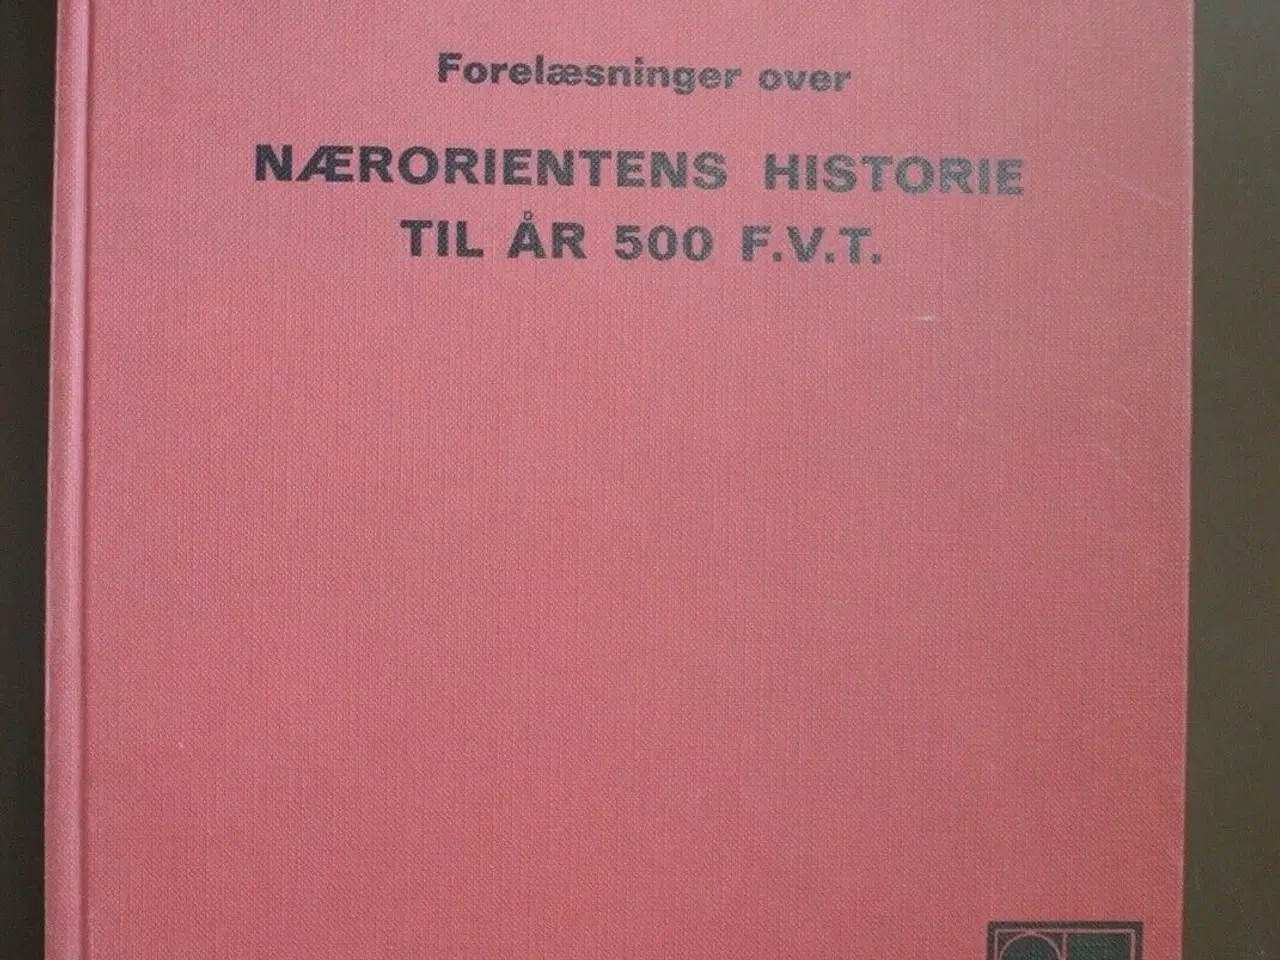 Forelæsninger over
NÆRORIENTENS HISTORIE
TIL ÅR 500 F.V.T.